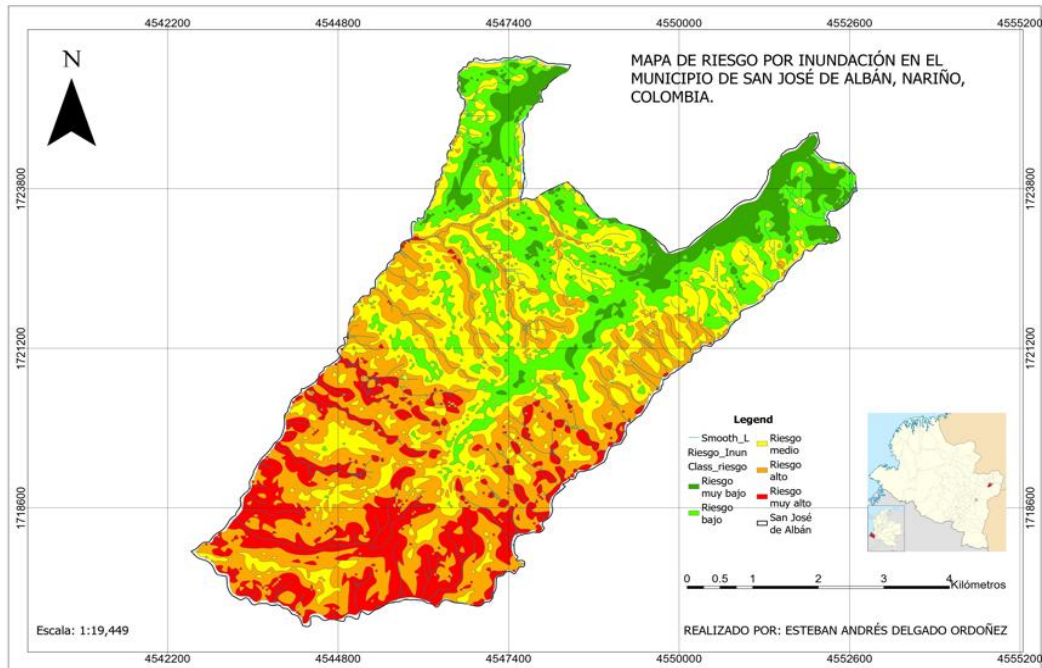 4542200 4544800 4547400 4550000 4552600 4555200
N
MAPA DE RIESGO POR INUNDACIÓN EN EL
MUNICIPIO DE SAN JOSÉ DE ALBÁN, NARIÑO,
COLOMBIA.
1723800 1723800
1721200 1721200
1718600 1718600
Legend
Smooth_L
Riesgo_Inun
Class_riesgo
Riesgo
muy bajo
Riesgo
bajo
Riesgo
medio
Riesgo
alto
Riesgo
muy alto
San José
de Albán
0 0.5 1 2 3 4
Kilómetros
Escala: 1:19,449
REALIZADO POR: ESTEBAN ANDRÉS DELGADO ORDOÑEZ
4542200 4544800 4547400 4550000 4552600 4555200